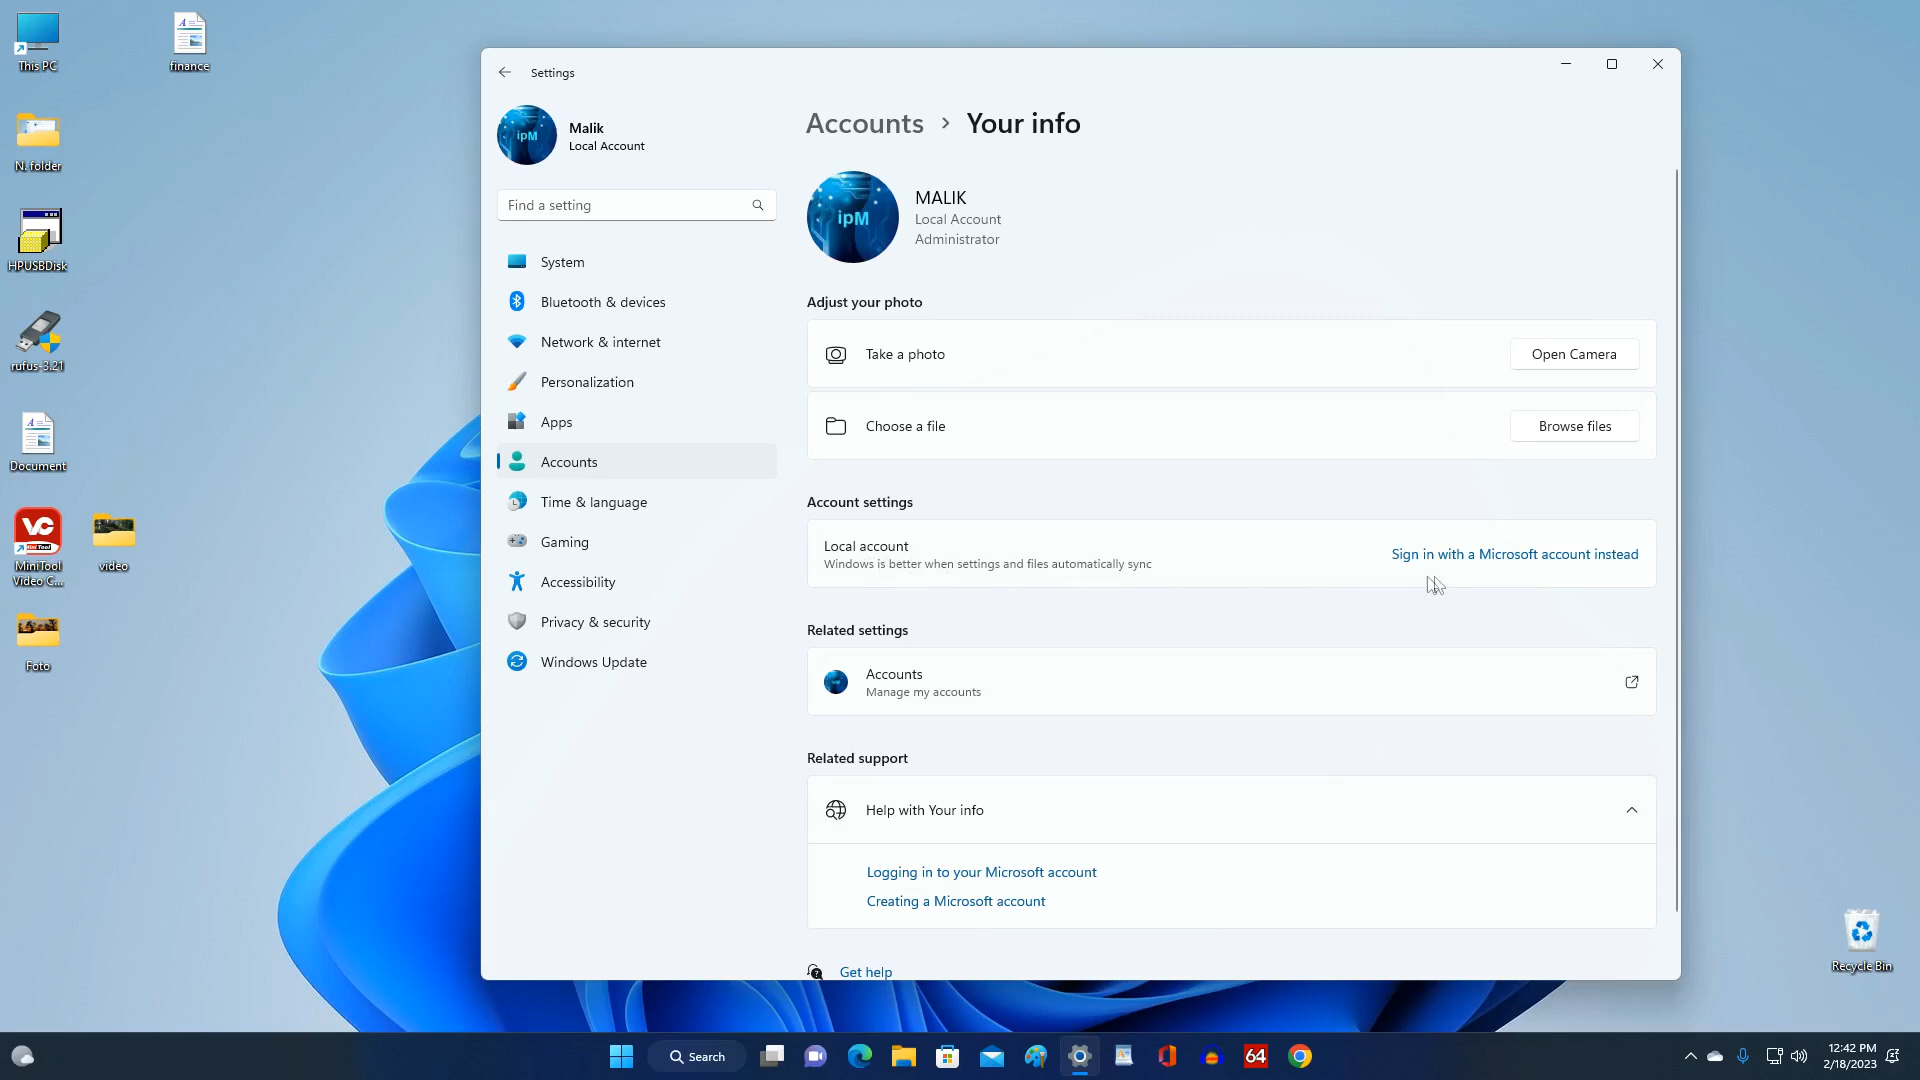 This PC
finance
N. folder
HPUSBDisk
rufus-3.21
Document
MiniTool
Video C...
video
Foto
Recycle Bin
Settings
ipM
Malik
Local Account
Find a setting
System
Bluetooth & devices
Network & internet
Personalization
Apps
Accounts
Time & language
Gaming
Accessibility
Privacy & security
Windows Update
Accounts > Your info
ipM
MALIK
Local Account
Administrator
Adjust your photo
Take a photo
Open Camera
Choose a file
Browse files
Account settings
Local account
Windows is better when settings and files automatically sync
Sign in with a Microsoft account instead
Related settings
Accounts
Manage my accounts
Related support
Help with Your info
Logging in to your Microsoft account
Creating a Microsoft account
Get help
Search
64
12:42 PM
2/18/2023